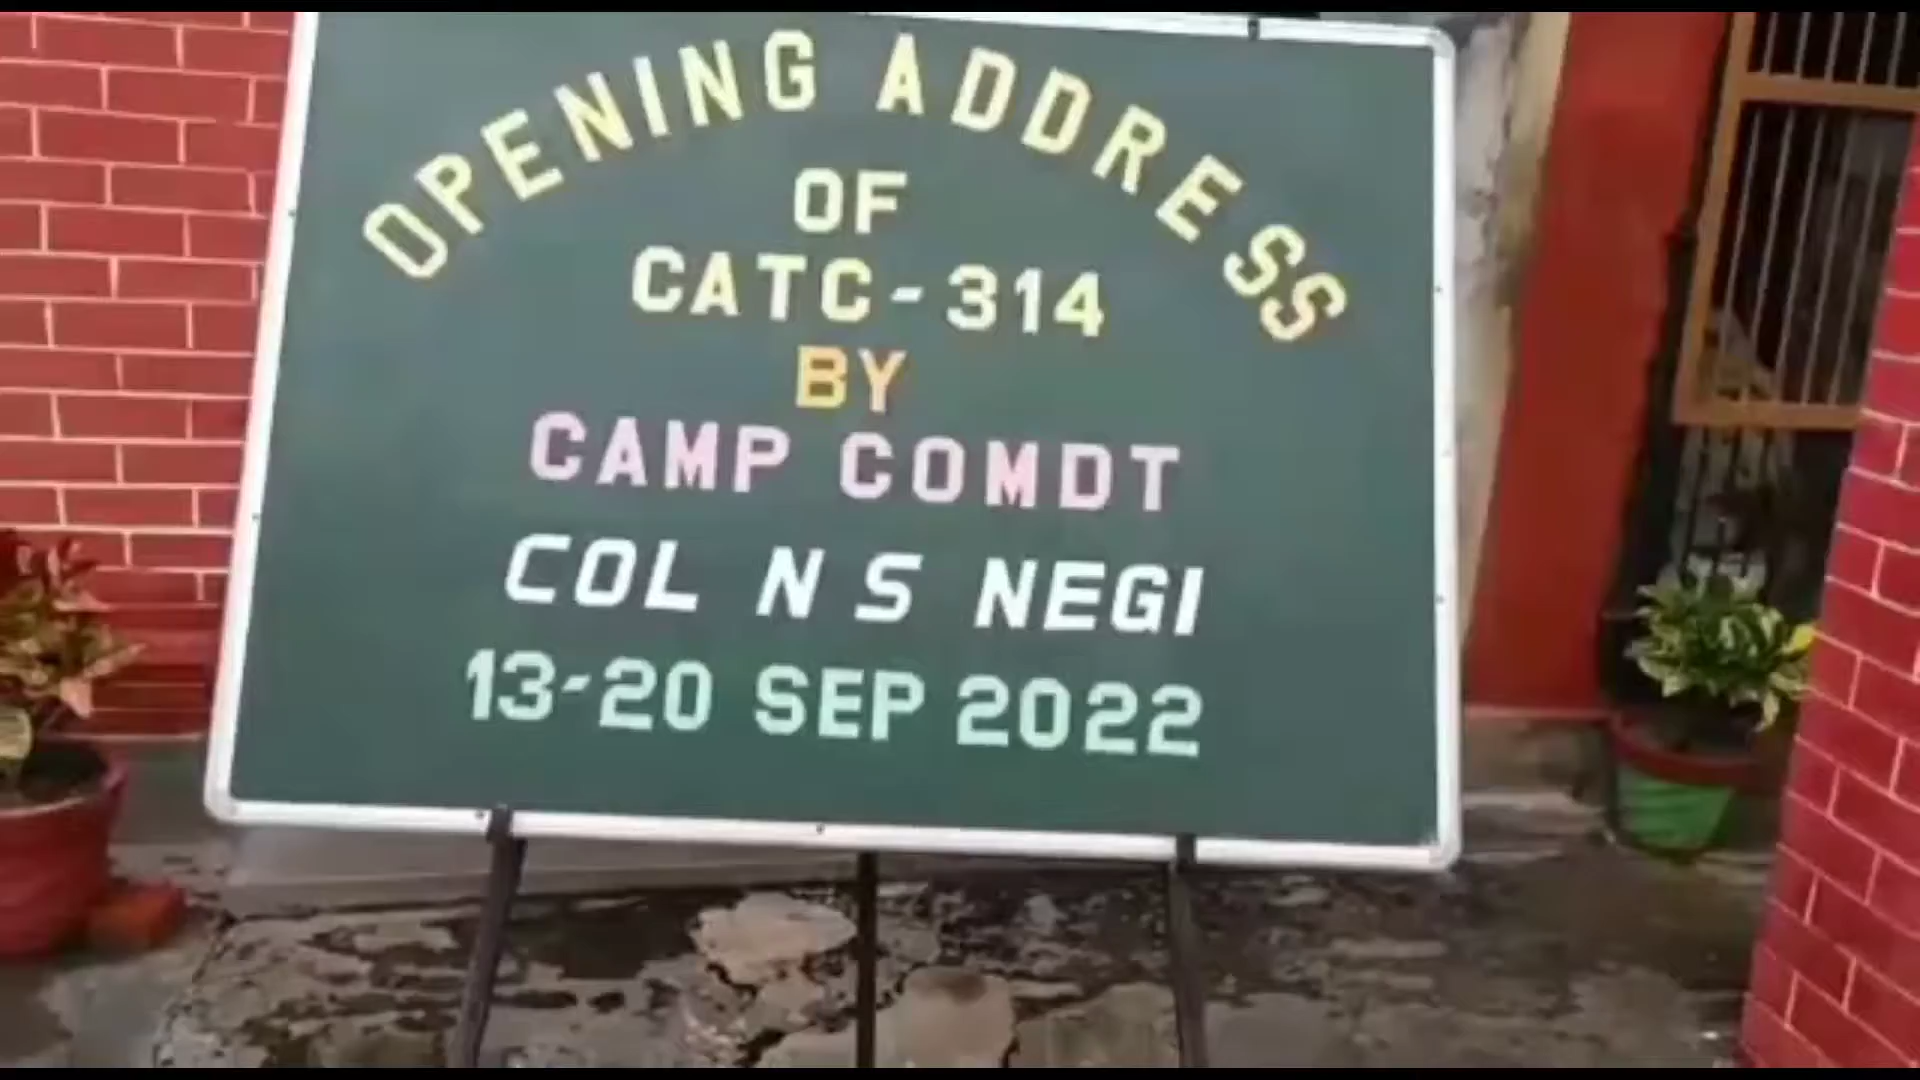 OPENING ADDRESS
OF
CATC-314
BY
CAMP COMDT
COL N S NEGI
13-20 SEP 2022